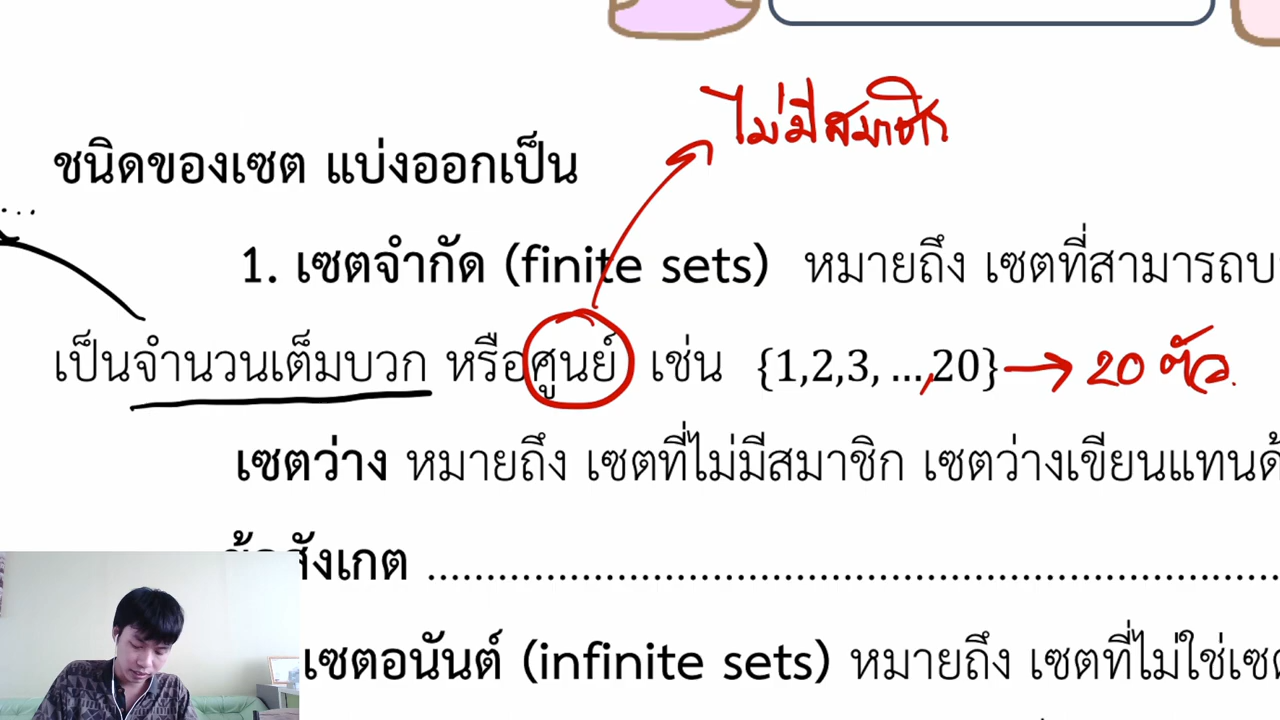 ไม่มีสมาชิก
ชนิดของเซต แบ่งออกเป็น
...
1. เซตจำกัด (finite sets) หมายถึง เซตที่สามารถบ
เป็นจำนวนเต็มบวก หรือศูนย์ เช่น {1,2,3, ...,20} → 20 ตัว.
เซตว่าง หมายถึง เซตที่ไม่มีสมาชิก เซตว่างเขียนแทนด้
ข้อสังเกต ................................................................
เซตอนันต์ (infinite sets) หมายถึง เซตที่ไม่ใช่เซต